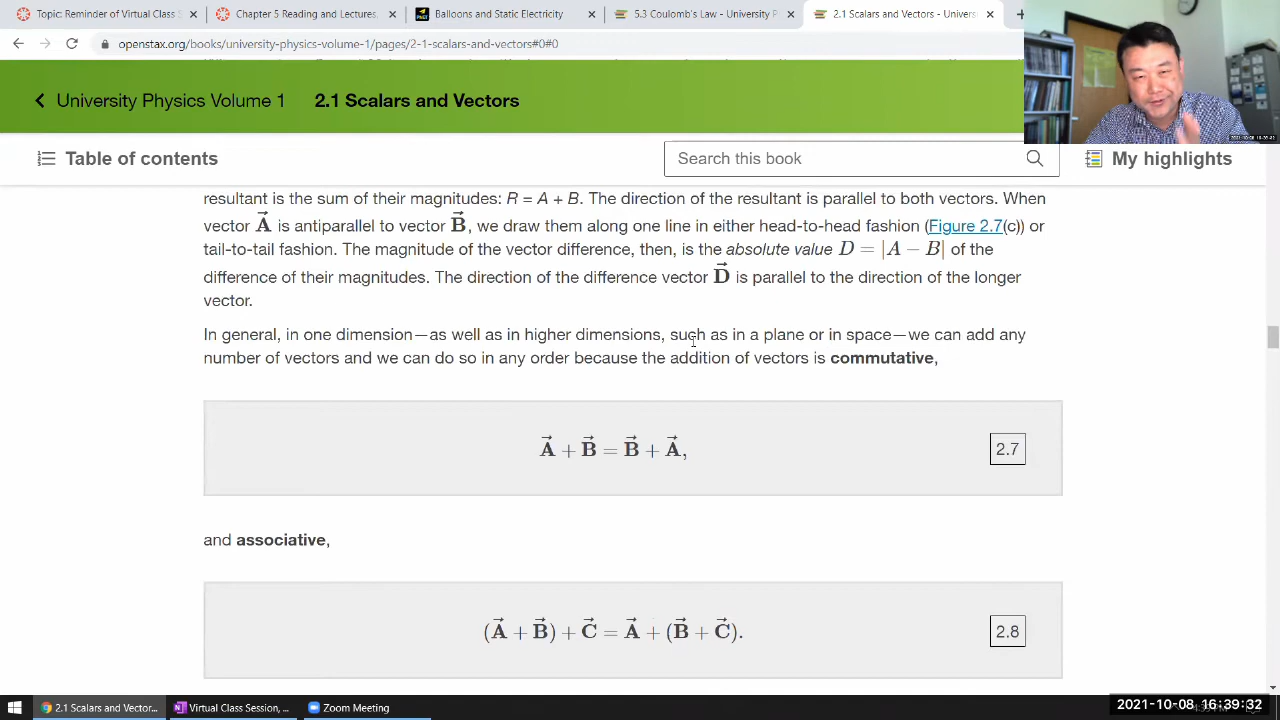 Topic: Reminder of Virtual Class S
Chapter 5 Reading and Lectures,
Balloons and Static Electricity
5.3 Coulomb's Law - University
2.1 Scalars and Vectors - Univers
openstax.org/books/university-physics-volume-1/pages/2-1-scalars-and-vectors#0#0
University Physics Volume 1 2.1 Scalars and Vectors
Table of contents
Search this book
My highlights
resultant is the sum of their magnitudes: R = A + B. The direction of the resultant is parallel to both vectors. When
vector A⃗ is antiparallel to vector B⃗, we draw them along one line in either head-to-head fashion (Figure 2.7(c)) or
tail-to-tail fashion. The magnitude of the vector difference, then, is the absolute value D = |A − B| of the
difference of their magnitudes. The direction of the difference vector D⃗ is parallel to the direction of the longer
vector.
In general, in one dimension—as well as in higher dimensions, such as in a plane or in space—we can add any
number of vectors and we can do so in any order because the addition of vectors is commutative,
A⃗ + B⃗ = B⃗ + A⃗, 2.7
and associative,
(A⃗ + B⃗) + C⃗ = A⃗ + (B⃗ + C⃗). 2.8
2.1 Scalars and Vector...
Virtual Class Session, ...
Zoom Meeting
2021-10-08 16:39:32